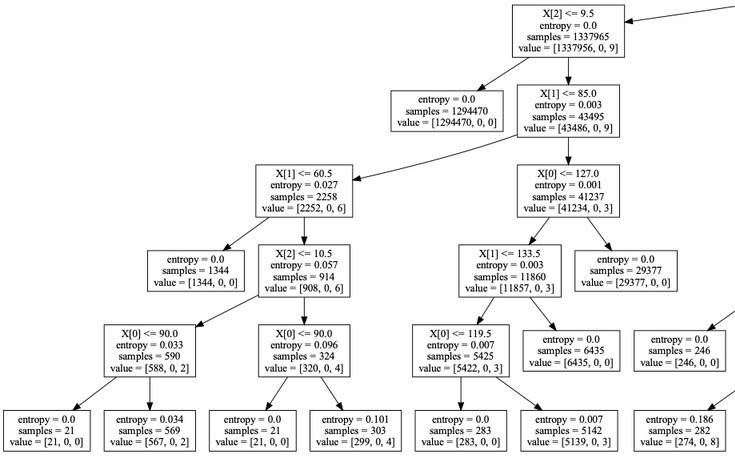 X[2] <= 9.5
entropy = 0.0
samples = 1337965
value = [1337956, 0, 9]
entropy = 0.0
samples = 1294470
value = [1294470, 0, 0]
X[1] <= 85.0
entropy = 0.003
samples = 43495
value = [43486, 0, 9]
X[1] <= 60.5
entropy = 0.027
samples = 2258
value = [2252, 0, 6]
X[0] <= 127.0
entropy = 0.001
samples = 41237
value = [41234, 0, 3]
entropy = 0.0
samples = 1344
value = [1344, 0, 0]
X[2] <= 10.5
entropy = 0.057
samples = 914
value = [908, 0, 6]
X[1] <= 133.5
entropy = 0.003
samples = 11860
value = [11857, 0, 3]
entropy = 0.0
samples = 29377
value = [29377, 0, 0]
X[0] <= 90.0
entropy = 0.033
samples = 590
value = [588, 0, 2]
X[0] <= 90.0
entropy = 0.096
samples = 324
value = [320, 0, 4]
X[0] <= 119.5
entropy = 0.007
samples = 5425
value = [5422, 0, 3]
entropy = 0.0
samples = 6435
value = [6435, 0, 0]
entropy = 0.0
samples = 246
value = [246, 0, 0]
entropy = 0.0
samples = 21
value = [21, 0, 0]
entropy = 0.034
samples = 569
value = [567, 0, 2]
entropy = 0.0
samples = 21
value = [21, 0, 0]
entropy = 0.101
samples = 303
value = [299, 0, 4]
entropy = 0.0
samples = 283
value = [283, 0, 0]
entropy = 0.007
samples = 5142
value = [5139, 0, 3]
entropy = 0.186
samples = 282
value = [274, 0, 8]